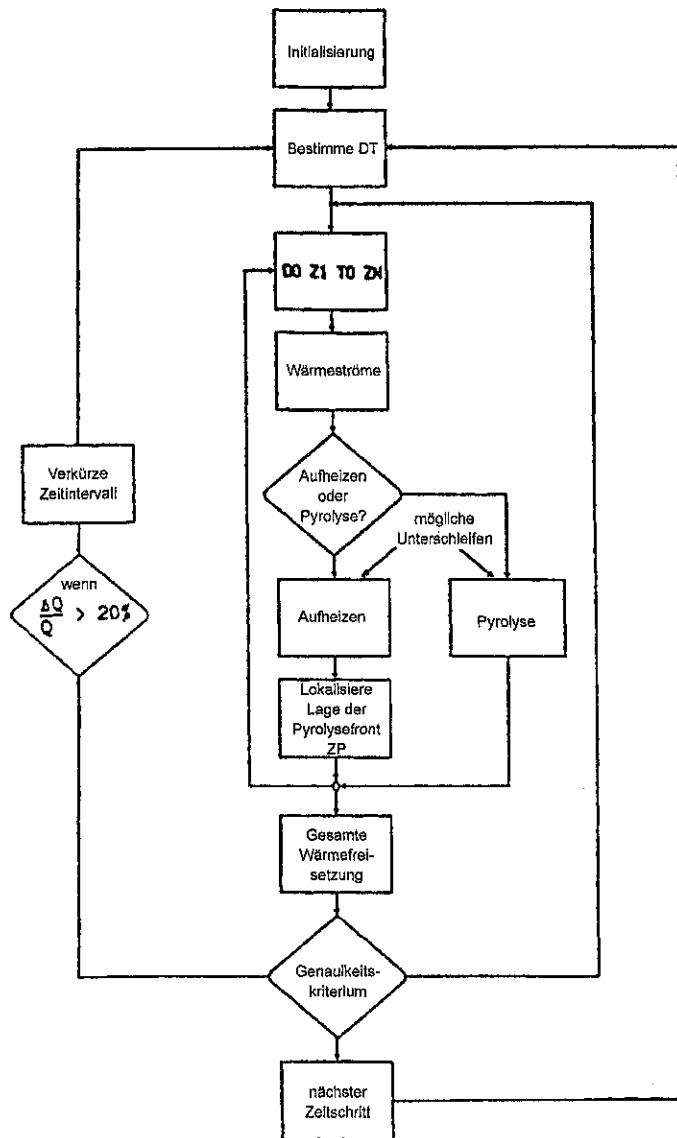 Initialisierung
Bestimme DT
DO Z1 TO ZN
Wärmeströme
Aufheizen
oder
Pyrolyse?
mögliche
Unterschleifen
Verkürze
Zeitintervall
wenn
ΔQ
Q > 20%
Aufheizen
Pyrolyse
Lokalisiere
Lage der
Pyrolysefront
ZP
Gesamte
Wärmefrei-
setzung
Genaulkeits-
kriterium
nächster
Zeitschritt